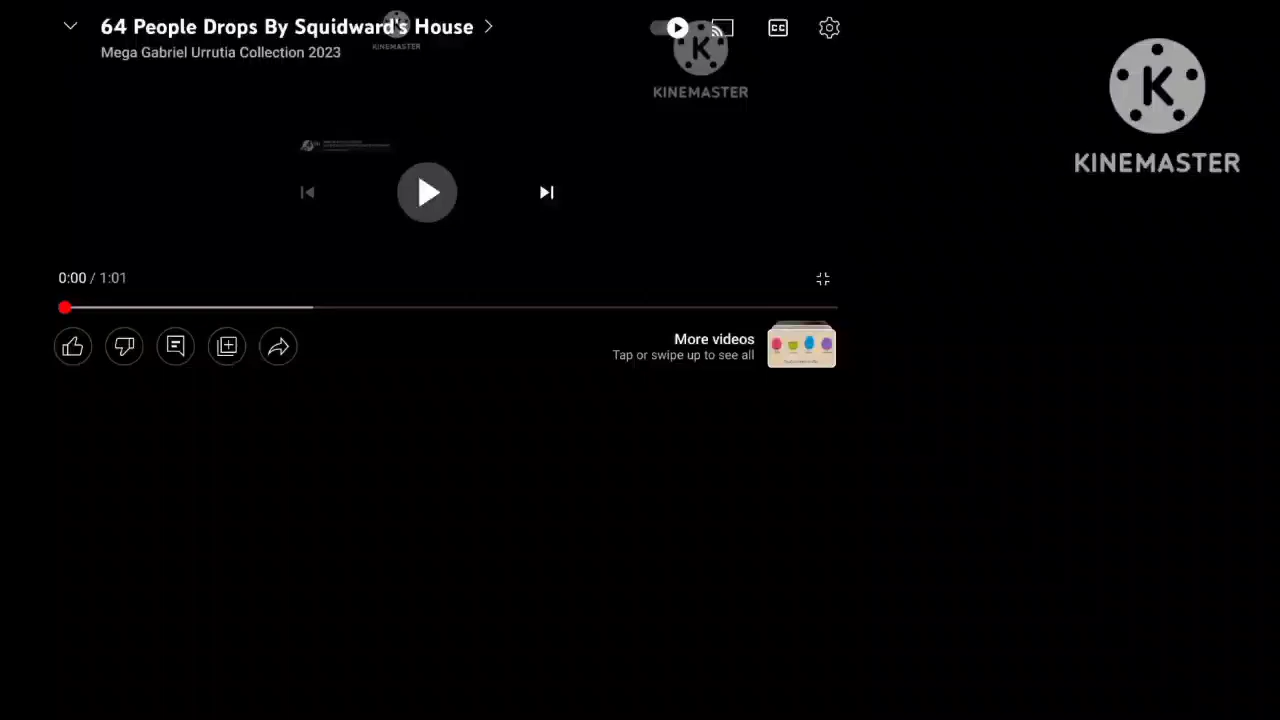 64 People Drops By Squidward's House
Mega Gabriel Urrutia Collection 2023
KINEMASTER
CC
K
KINEMASTER
K
KINEMASTER
0:00 / 1:01
More videos
Tap or swipe up to see all